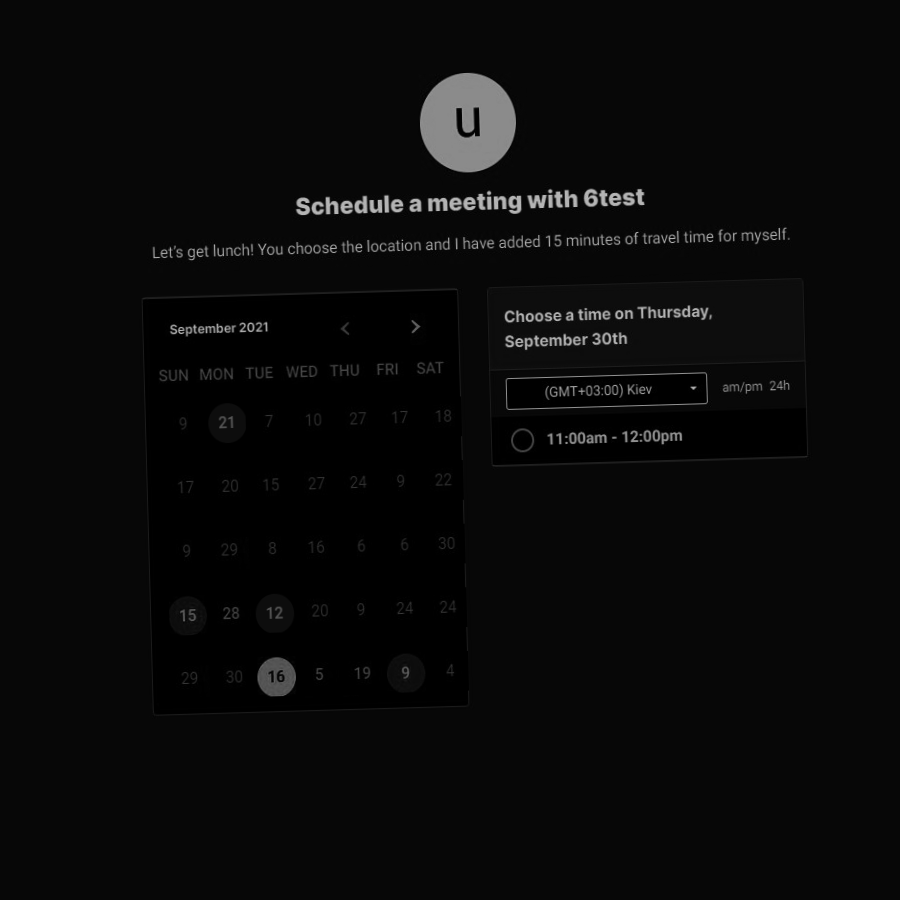 u
Schedule a meeting with 6test
Let's get lunch! You choose the location and I have added 15 minutes of travel time for myself.
September 2021
SUN MON TUE WED THU FRI SAT
9 21 7 10 27 17 18
17 20 15 27 24 9 22
9 29 8 16 6 6 30
15 28 12 20 9 24 24
29 30 16 5 19 9 4
Choose a time on Thursday,
September 30th
(GMT+03:00) Kiev am/pm 24h
11:00am - 12:00pm